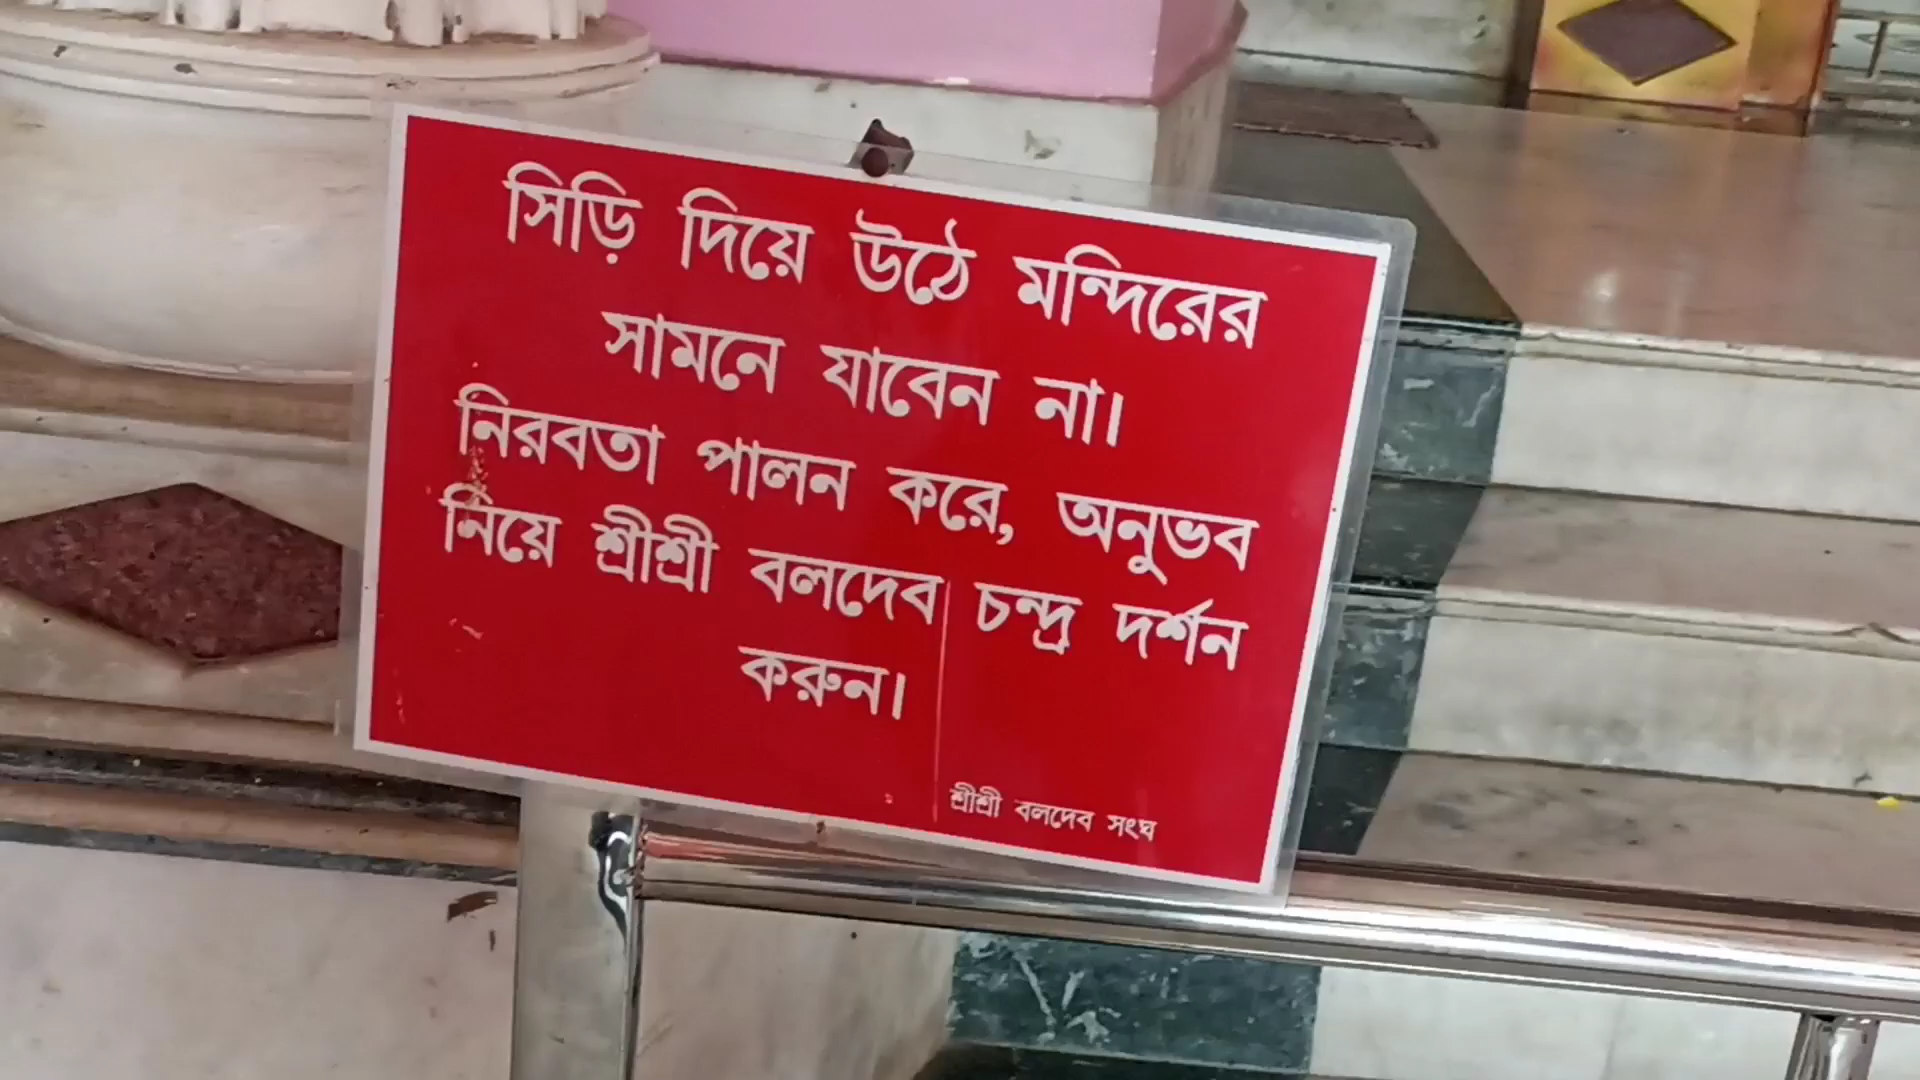 সিড়ি দিয়ে উঠে মন্দিরের
সামনে যাবেন না।
নিরবতা পালন করে, অনুভব
নিয়ে শ্রীশ্রী বলদেব চন্দ্র দর্শন
করুন।
শ্রীশ্রী বলদেব সংঘ